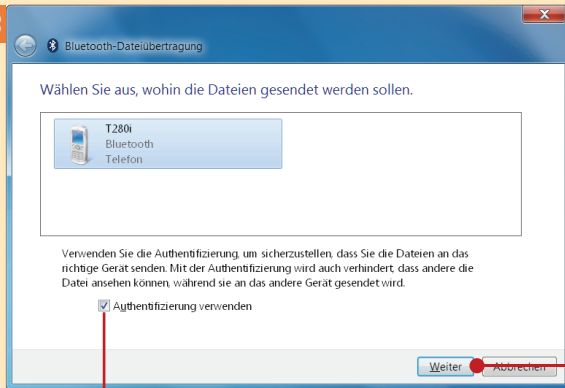 Bluetooth-Dateiübertragung
Wählen Sie aus, wohin die Dateien gesendet werden sollen.
T280i
Bluetooth
Telefon
Verwenden Sie die Authentifizierung, um sicherzustellen, dass Sie die Dateien an das
richtige Gerät senden. Mit der Authentifizierung wird auch verhindert, dass andere die
Datei ansehen können, während sie an das andere Gerät gesendet wird.
Authentifizierung verwenden
Weiter Abbrechen